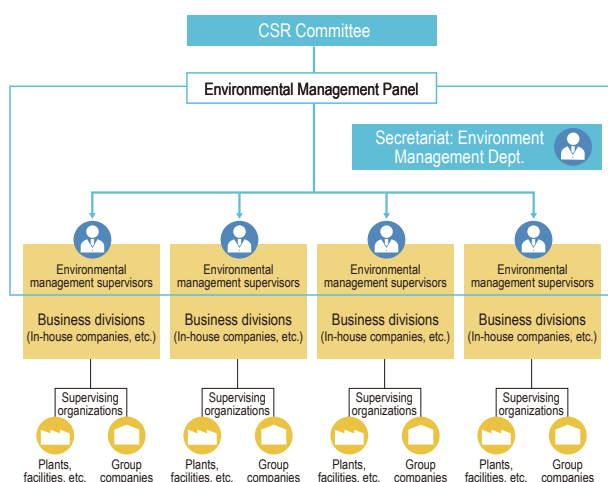 CSR Committee
Environmental Management Panel
Secretariat: Environment
Management Dept.
Environmental
management supervisors
Business divisions
(In-house companies, etc.)
Supervising
organizations
Plants,
facilities, etc.
Group
companies
Environmental
management supervisors
Business divisions
(In-house companies, etc.)
Supervising
organizations
Plants,
facilities, etc.
Group
companies
Environmental
management supervisors
Business divisions
(In-house companies, etc.)
Supervising
organizations
Plants,
facilities, etc.
Group
companies
Environmental
management supervisors
Business divisions
(In-house companies, etc.)
Supervising
organizations
Plants,
facilities, etc.
Group
companies